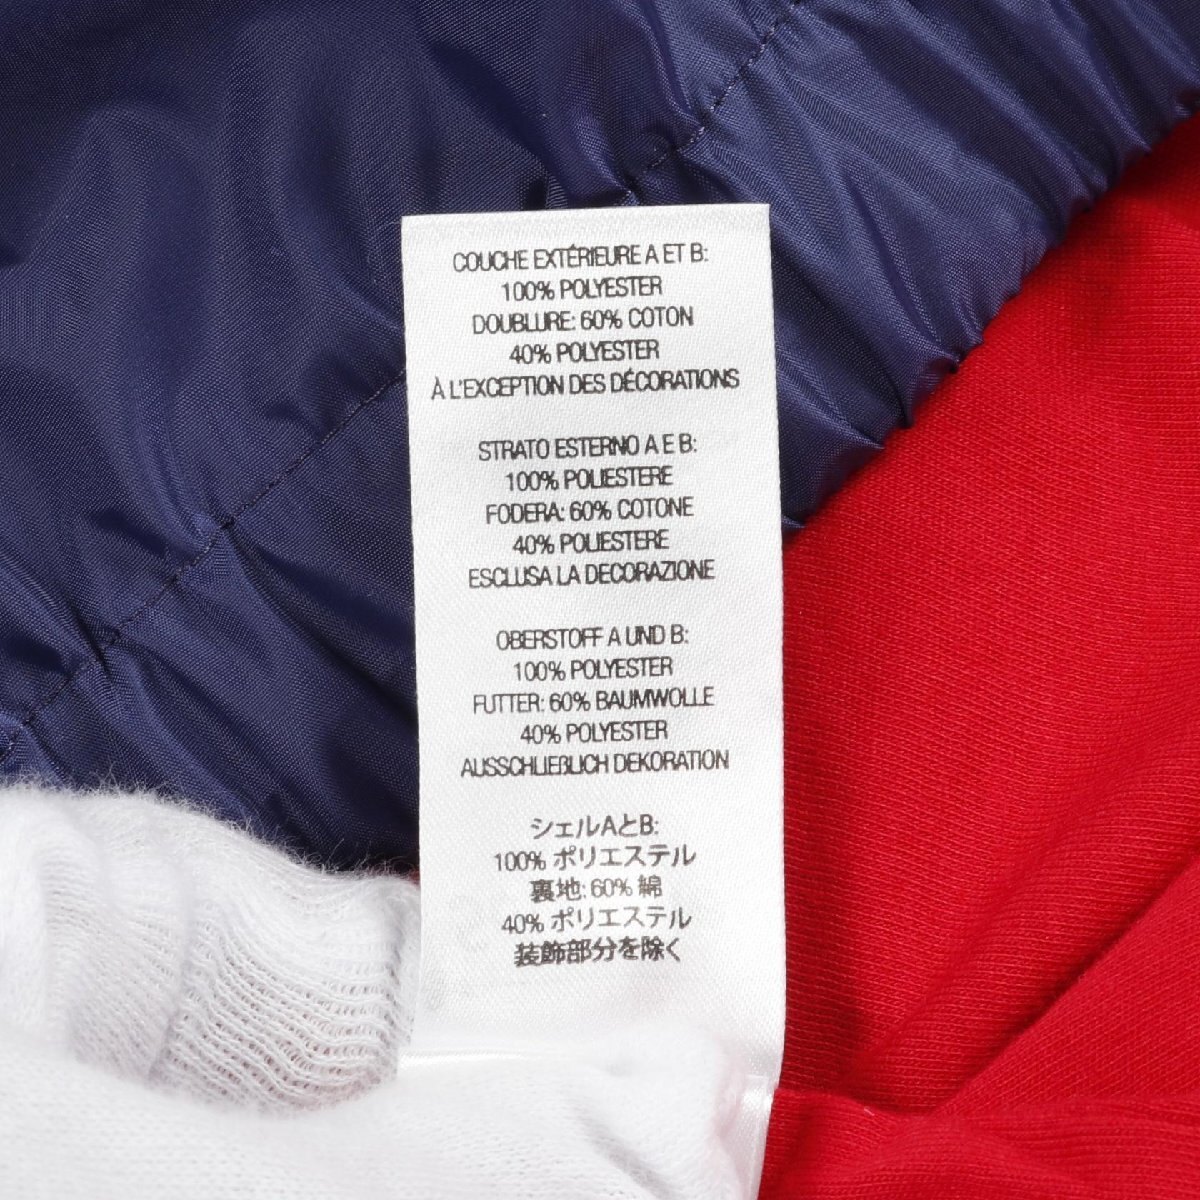 COUCHE EXTÉRIEURE A ET B:
100% POLYESTER
DOUBLURE: 60% COTON
40% POLYESTER
À L'EXCEPTION DES DÉCORATIONS
STRATO ESTERNO A E B:
100% POLIESTERE
FODERA: 60% COTONE
40% POLIESTERE
ESCLUSA LA DECORAZIONE
OBERSTOFF A UND B:
100% POLYESTER
FUTTER: 60% BAUMWOLLE
40% POLYESTER
AUSSCHLIEßLICH DEKORATION
シェルAとB:
100% ポリエステル
裏地: 60% 綿
40% ポリエステル
装飾部分を除く